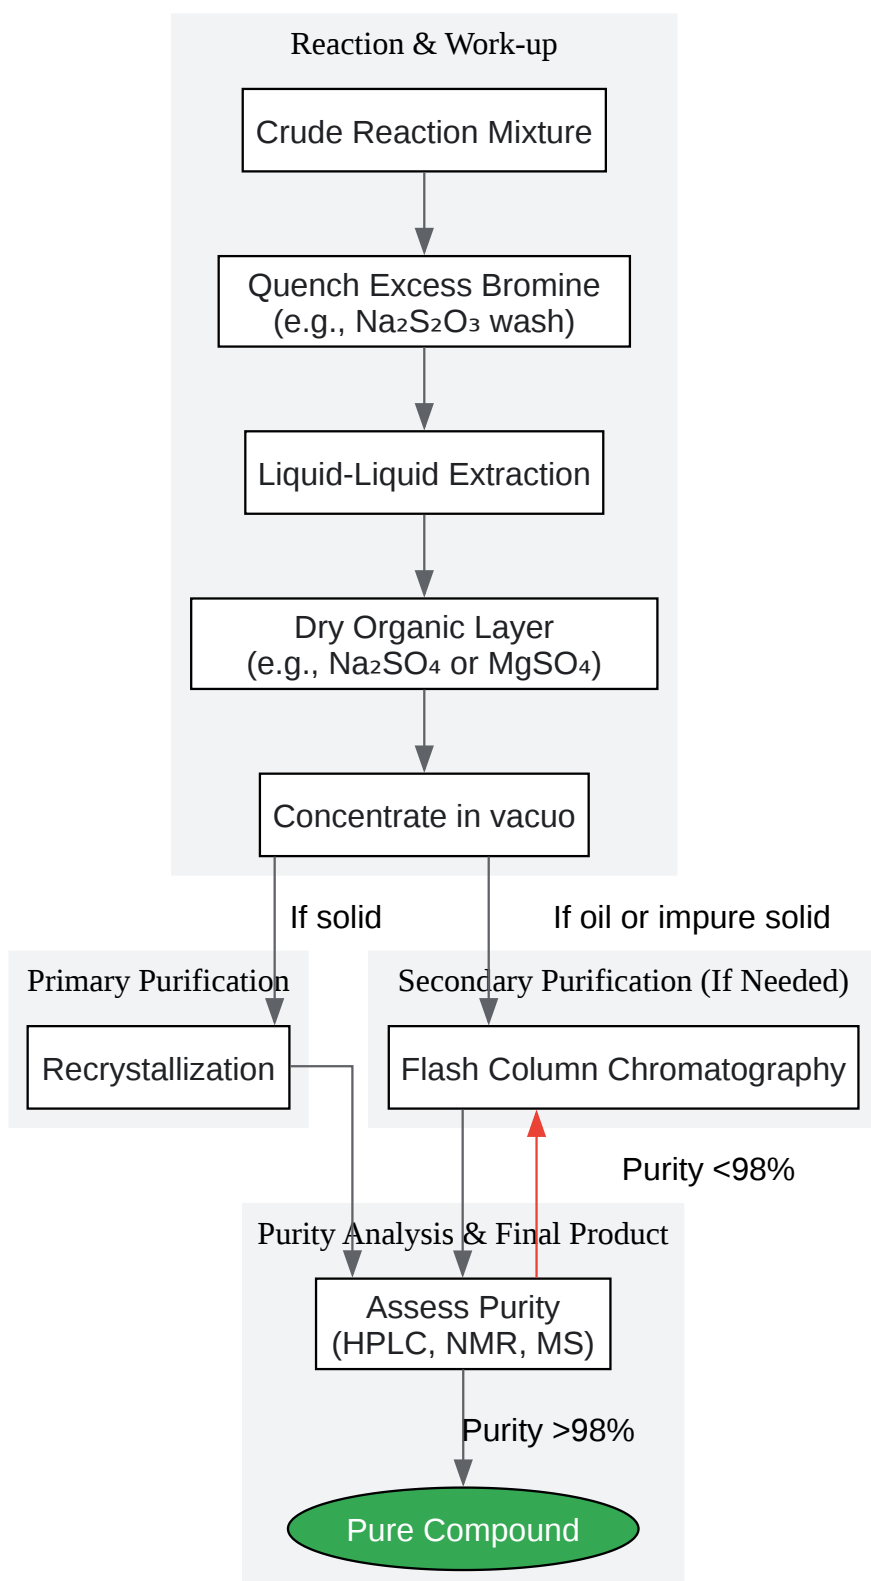 Reaction & Work-up
Crude Reaction Mixture
Quench Excess Bromine
(e.g., Na₂S₂O₃ wash)
Liquid-Liquid Extraction
Dry Organic Layer
(e.g., Na₂SO₄ or MgSO₄)
Concentrate in vacuo
If solid
If oil or impure solid
Primary Purification
Secondary Purification (If Needed)
Recrystallization
Flash Column Chromatography
Purity <98%
Purity Analysis & Final Product
Assess Purity
(HPLC, NMR, MS)
Purity >98%
Pure Compound